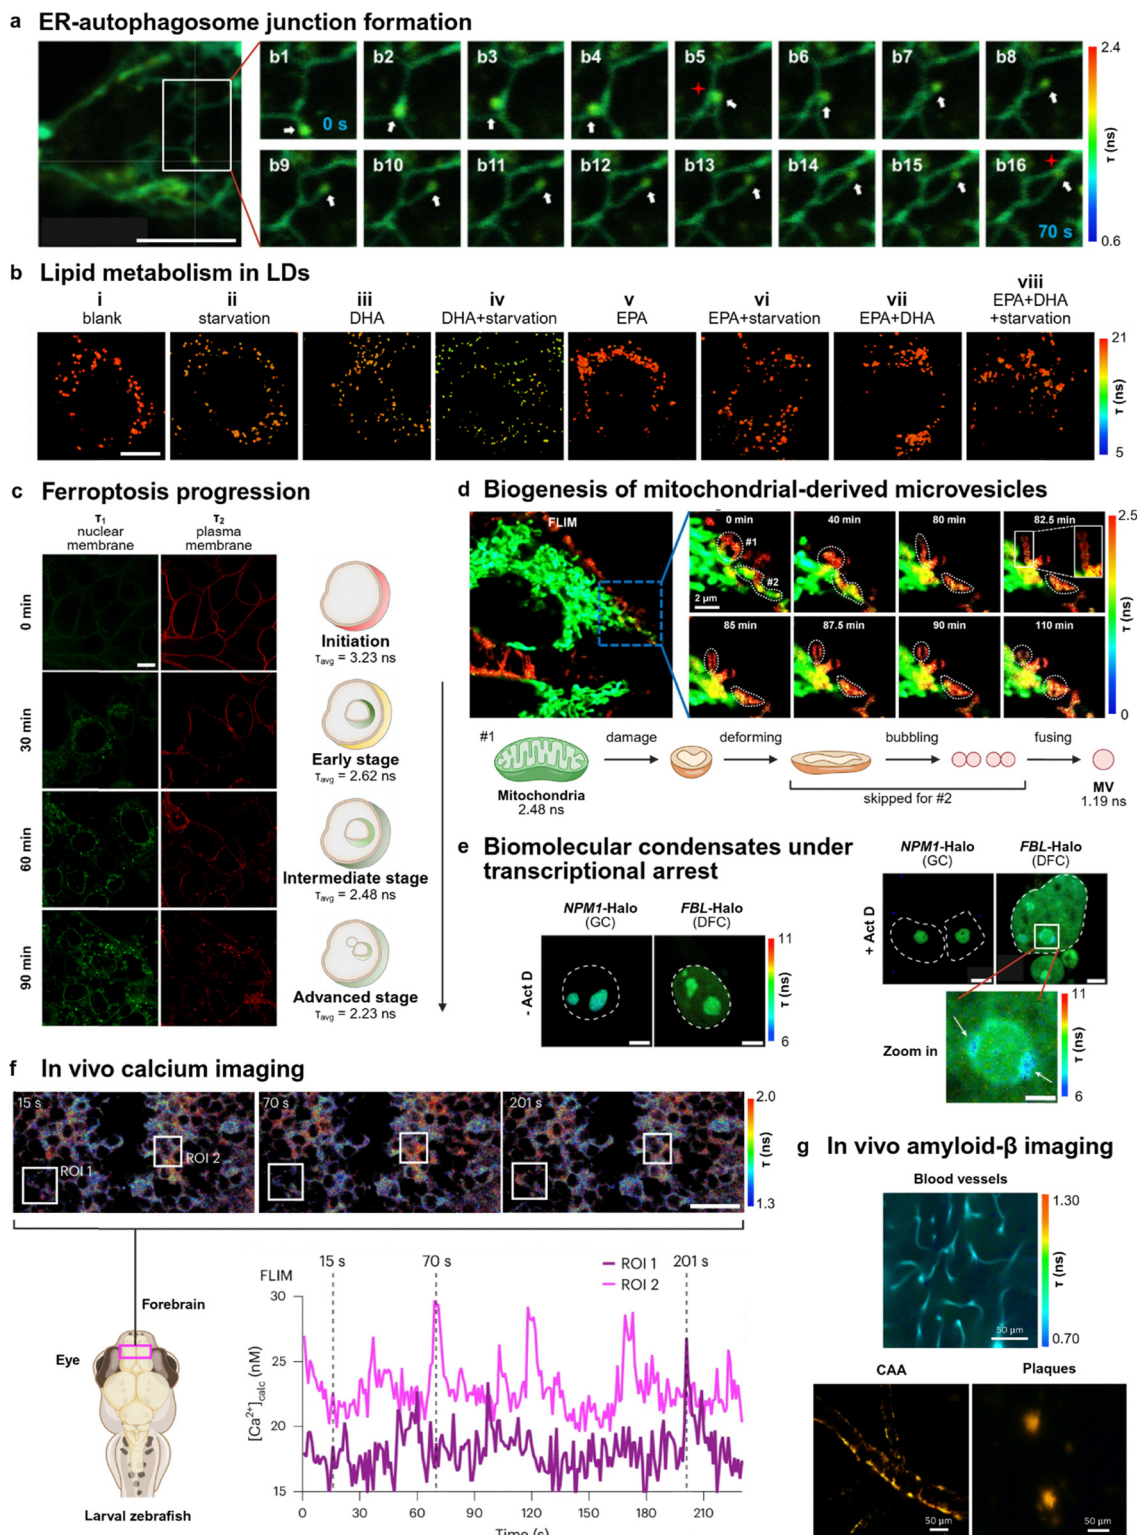 a ER-autophagosome junction formation
b1 b2 b3 b4 b5 b6 b7 b8
0 s
b9 b10 b11 b12 b13 b14 b15 b16
70 s
2.4
τ (ns)
0.6
b Lipid metabolism in LDs
i ii iii iv v vi vii viii
blank starvation DHA DHA+starvation EPA EPA+starvation EPA+DHA EPA+DHA
+starvation
21
τ (ns)
5
c Ferroptosis progression
τ₁ τ₂
nuclear plasma
membrane membrane
0 min
Initiation
τavg = 3.23 ns
30 min
Early stage
τavg = 2.62 ns
60 min
Intermediate stage
τavg = 2.48 ns
90 min
Advanced stage
τavg = 2.23 ns
d Biogenesis of mitochondrial-derived microvesicles
FLIM
0 min 40 min 80 min 82.5 min
#1
#2
2 µm
85 min 87.5 min 90 min 110 min
2.5
τ (ns)
0
#1 damage deforming bubbling fusing
Mitochondria
2.48 ns
skipped for #2
MV
1.19 ns
e Biomolecular condensates under
transcriptional arrest
NPM1-Halo FBL-Halo
(GC) (DFC)
- Act D
11
τ (ns)
6
NPM1-Halo FBL-Halo
(GC) (DFC)
+ Act D
Zoom in
11
τ (ns)
6
f In vivo calcium imaging
15 s 70 s 201 s
ROI 1
ROI 2
2.0
τ (ns)
1.3
Forebrain
Eye
Larval zebrafish
FLIM
15 s 70 s 201 s
ROI 1
ROI 2
30
25
20
15
[Ca²⁺]calc (nM)
0 30 60 90 120 150 180 210
Time (s)
g In vivo amyloid-β imaging
Blood vessels
50 µm
1.30
τ (ns)
0.70
CAA Plaques
50 µm 50 µm